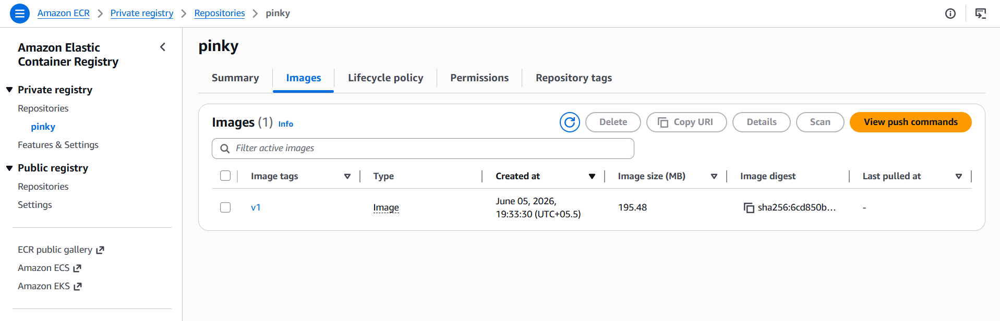 Amazon ECR > Private registry > Repositories > pinky
Amazon Elastic
Container Registry
Private registry
Repositories
pinky
Features & Settings
Public registry
Repositories
Settings
ECR public gallery
Amazon ECS
Amazon EKS
pinky
Summary Images Lifecycle policy Permissions Repository tags
Images (1) Info Delete Copy URI Details Scan View push commands
Filter active images
Image tags Type Created at Image size (MB) Image digest Last pulled at
v1 Image June 05, 2026, 195.48 sha256:6cd850b... -
19:33:30 (UTC+05.5)